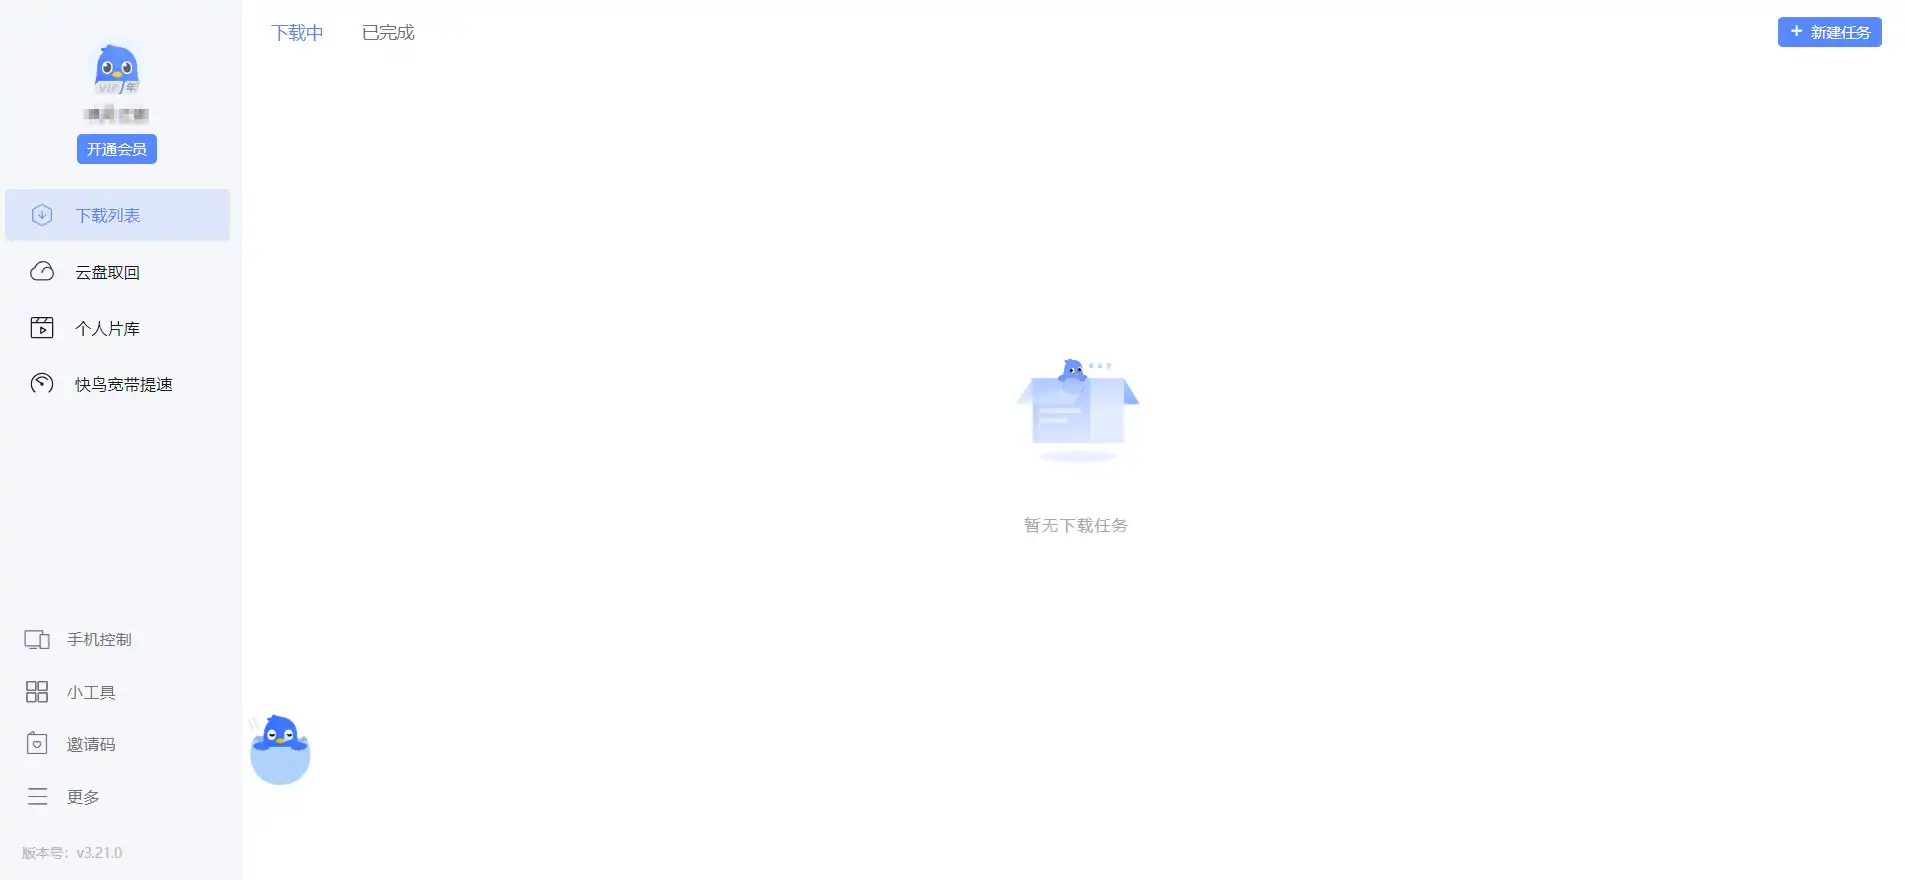 下载中 已完成
+ 新建任务
VIP/年
开通会员
下载列表
云盘取回
个人片库
快鸟宽带提速
暂无下载任务
手机控制
小工具
邀请码
更多
版本号：v3.21.0